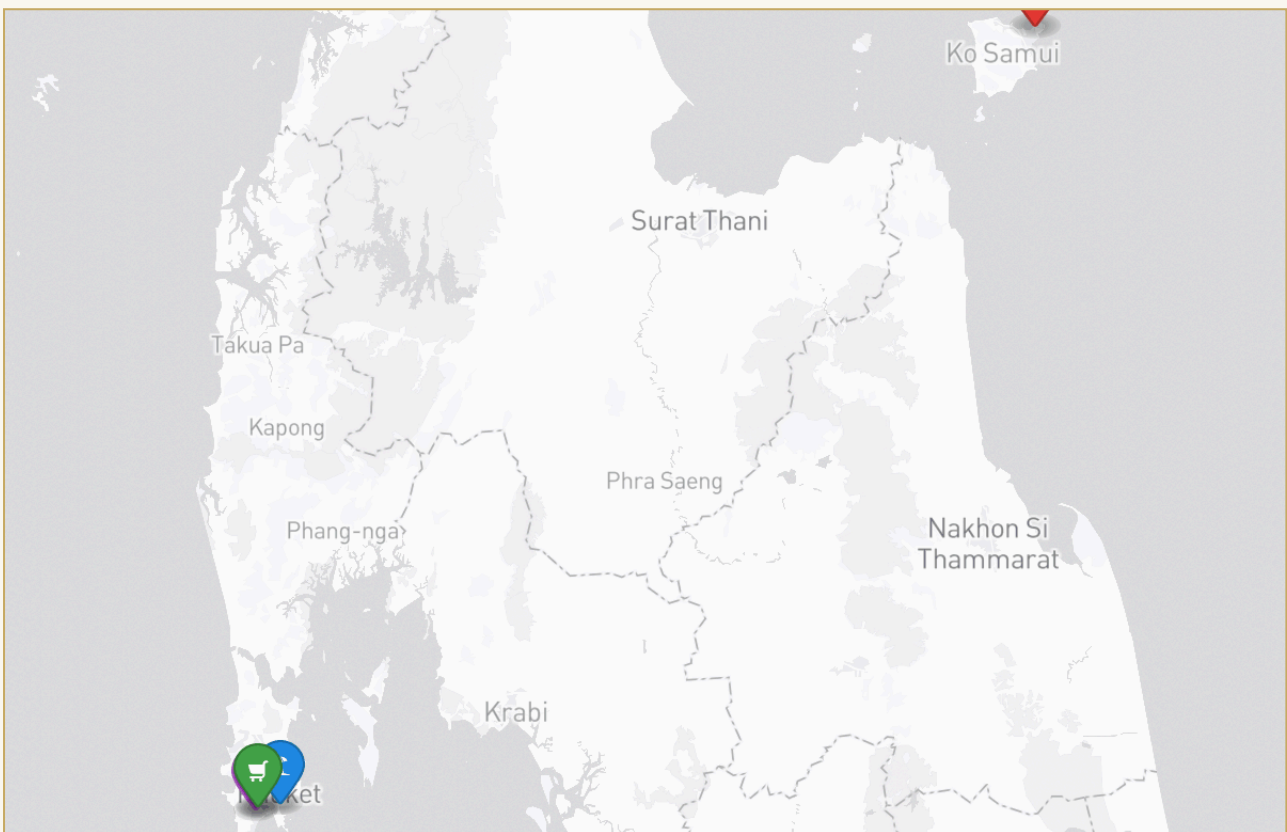 Ko Samui
Surat Thani
Takua Pa
Kapong
Phra Saeng
Nakhon Si
Thammarat
Phang-nga
Krabi